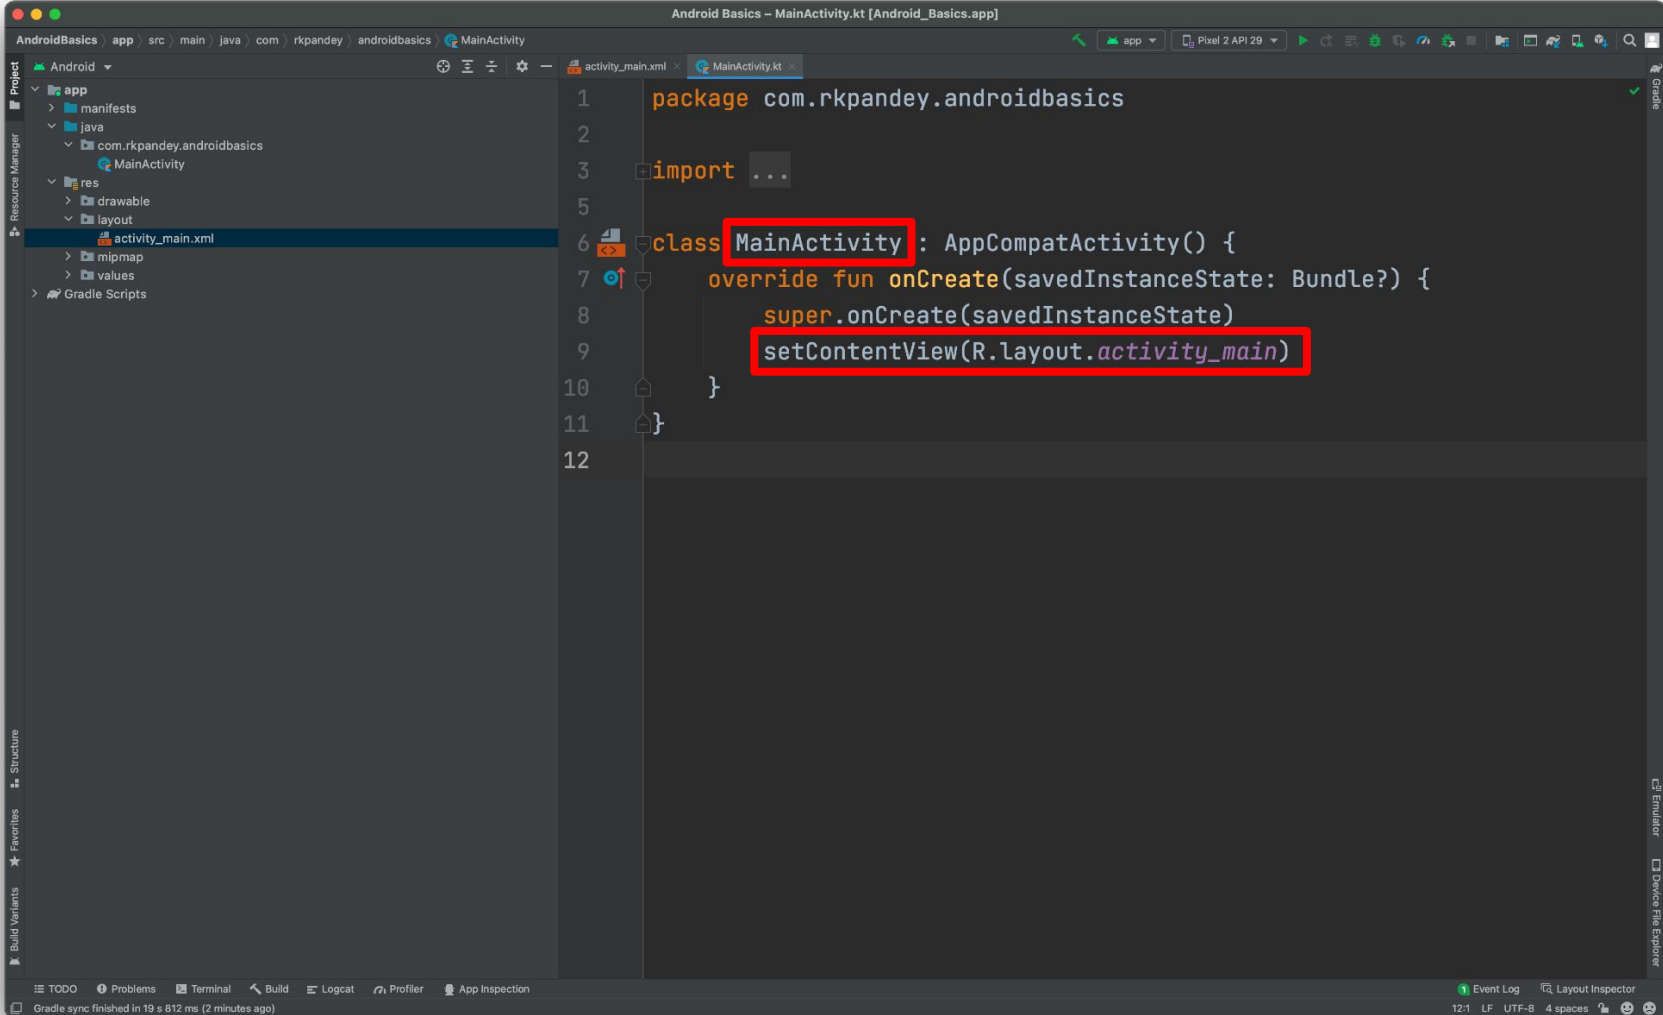 Android Basics – MainActivity.kt [Android_Basics.app]
AndroidBasics app src main java com rkpandey androidbasics MainActivity
app Pixel 2 API 29
Android
activity_main.xml MainActivity.kt
Project
Resource Manager
Structure
Favorites
Build Variants
app
manifests
java
com.rkpandey.androidbasics
MainActivity
res
drawable
layout
activity_main.xml
mipmap
values
Gradle Scripts
1 package com.rkpandey.androidbasics
2
3 import ...
5
6 class MainActivity : AppCompatActivity() {
7 override fun onCreate(savedInstanceState: Bundle?) {
8 super.onCreate(savedInstanceState)
9 setContentView(R.layout.activity_main)
10 }
11 }
12
Gradle
Emulator
Device File Explorer
TODO Problems Terminal Build Logcat Profiler App Inspection
1 Event Log Layout Inspector
Gradle sync finished in 19 s 812 ms (2 minutes ago)
12:1 LF UTF-8 4 spaces